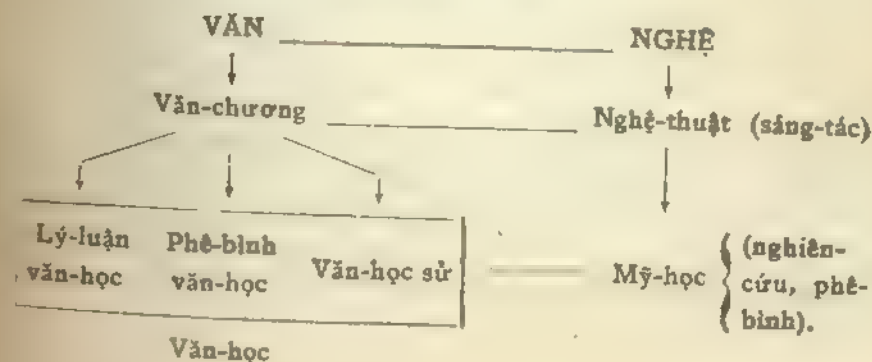 VĂN NGHỆ
Văn-chương Nghệ-thuật (sáng-tác)
Lý-luận văn-học
Phê-bình văn-học
Văn-học sử
Mỹ-học
(nghiên-
cứu, phê-
bình).
Văn-học